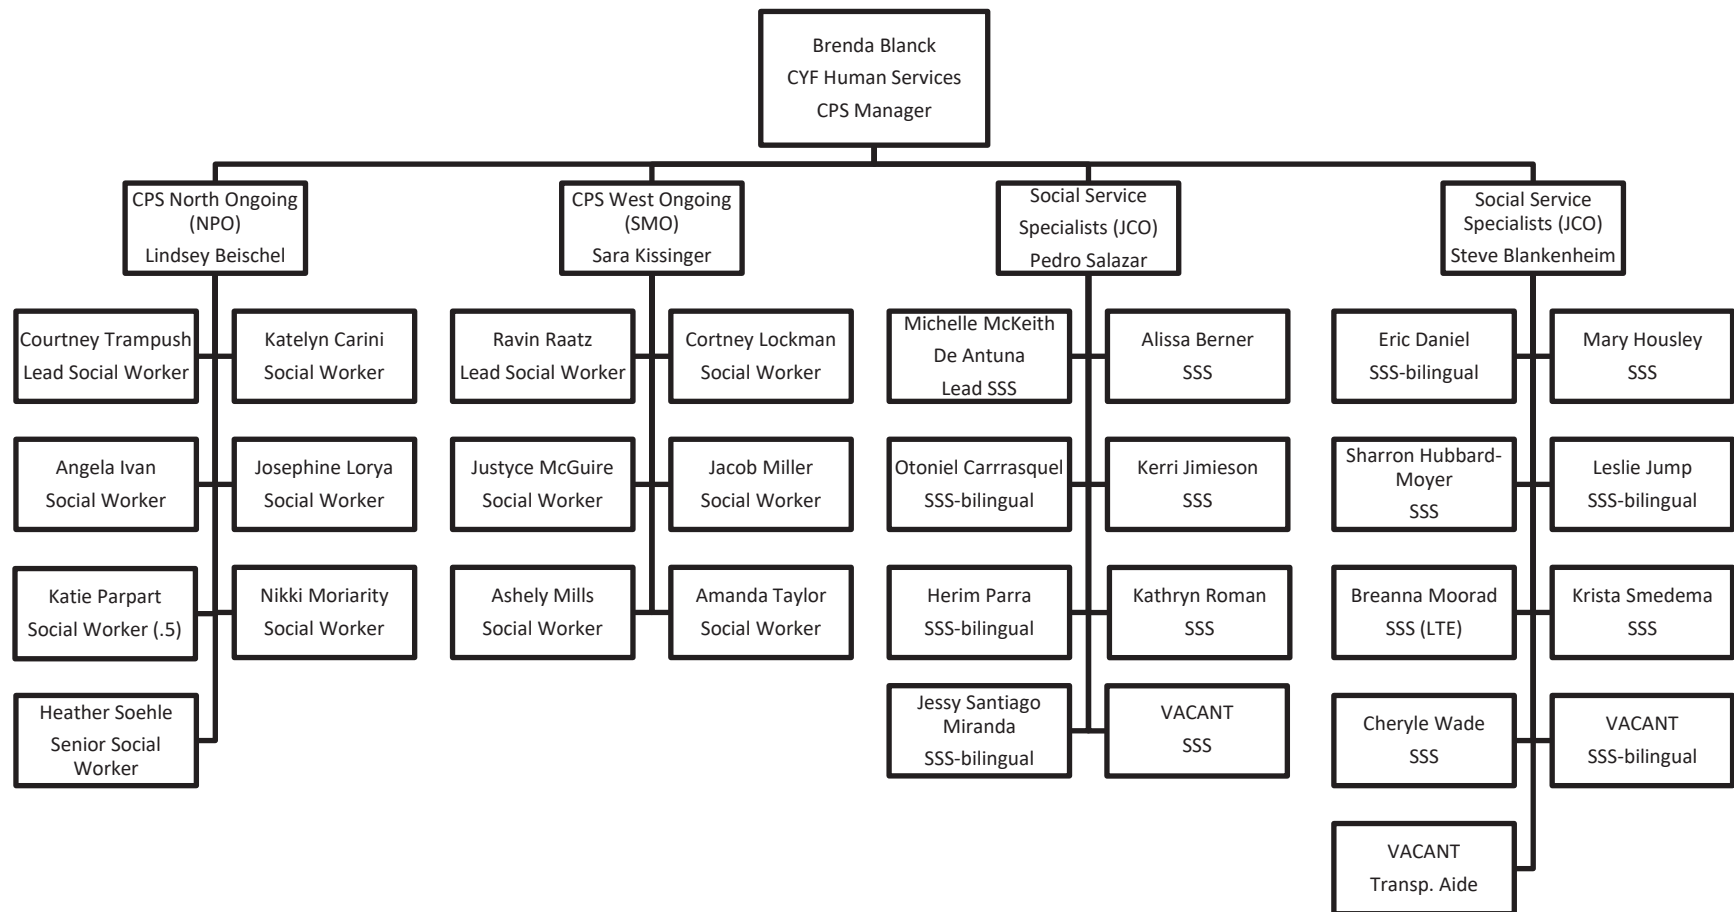 Brenda Blanck
CYF Human Services
CPS Manager
CPS North Ongoing
(NPO)
Lindsey Beischel
CPS West Ongoing
(SMO)
Sara Kissinger
Social Service
Specialists (JCO)
Pedro Salazar
Social Service
Specialists (JCO)
Steve Blankenheim
Courtney Trampush
Lead Social Worker
Katelyn Carini
Social Worker
Ravin Raatz
Lead Social Worker
Cortney Lockman
Social Worker
Michelle McKeith
De Antuna
Lead SSS
Alissa Berner
SSS
Eric Daniel
SSS-bilingual
Mary Housley
SSS
Angela Ivan
Social Worker
Josephine Lorya
Social Worker
Justyce McGuire
Social Worker
Jacob Miller
Social Worker
Otoniel Carrrasquel
SSS-bilingual
Kerri Jimieson
SSS
Sharron Hubbard-
Moyer
SSS
Leslie Jump
SSS-bilingual
Katie Parpart
Social Worker (.5)
Nikki Moriarity
Social Worker
Ashely Mills
Social Worker
Amanda Taylor
Social Worker
Herim Parra
SSS-bilingual
Kathryn Roman
SSS
Breanna Moorad
SSS (LTE)
Krista Smedema
SSS
Heather Soehle
Senior Social
Worker
Jessy Santiago
Miranda
SSS-bilingual
VACANT
SSS
Cheryle Wade
SSS
VACANT
SSS-bilingual
VACANT
Transp. Aide